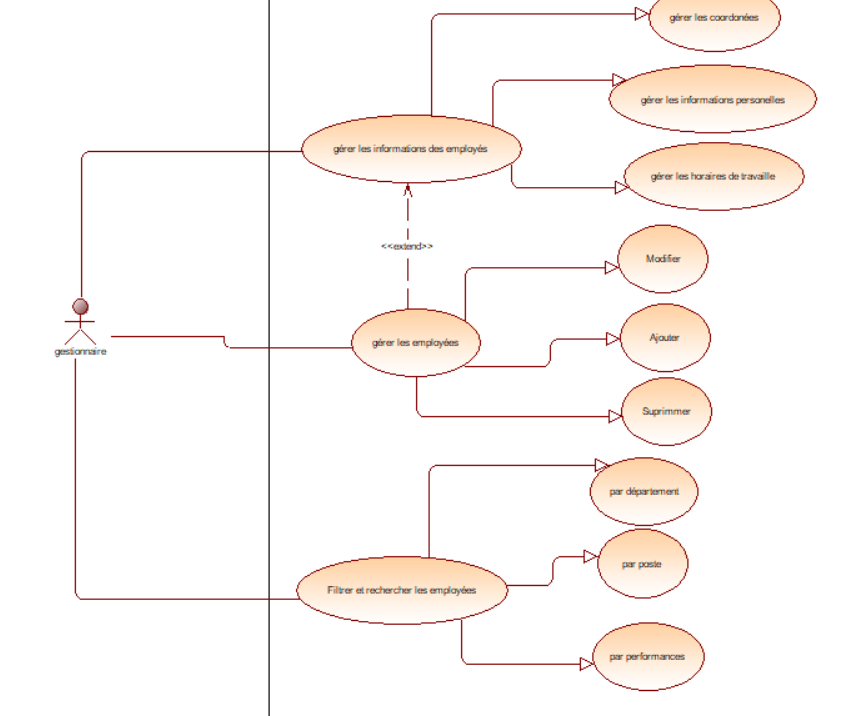 gérer les coordonées
gérer les informations personelles
gérer les informations des employés
gérer les horaires de travaille
<<extend>>
Modifier
gestionnaire
gérer les employées
Ajouter
Suprimmer
par département
par poste
Filtrer et rechercher les employées
par performances